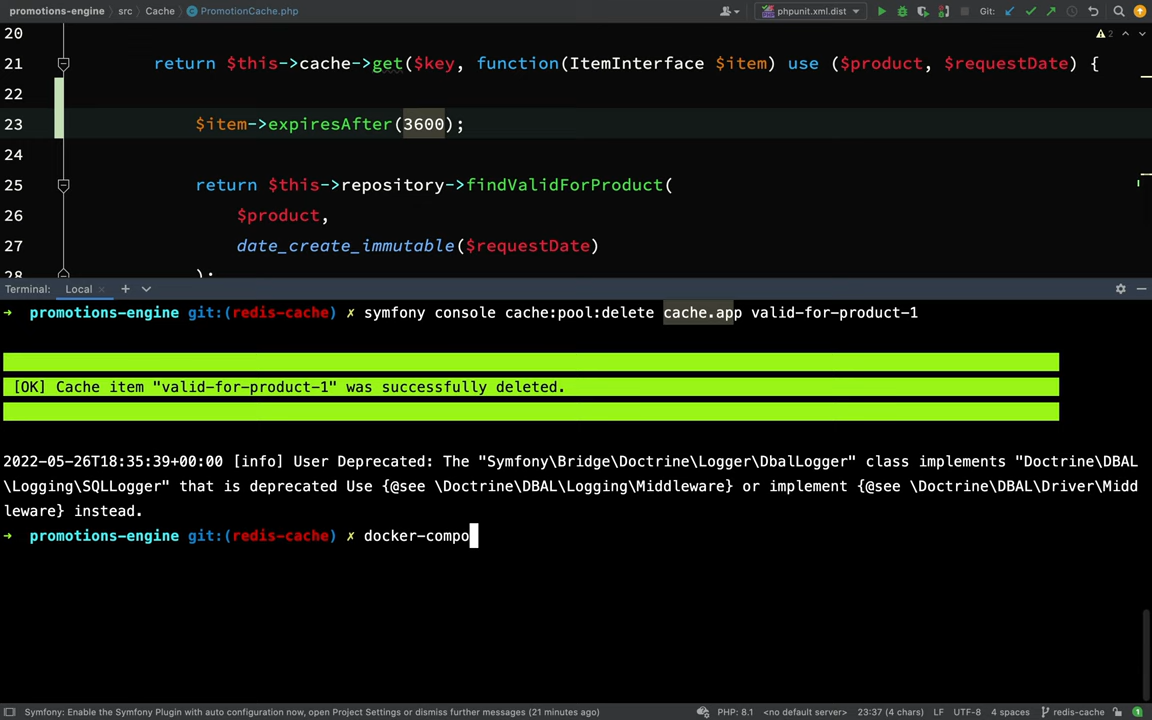 promotions-engine src Cache PromotionCache.php phpunit.xml.dist Git:
20
21 return $this->cache->get($key, function(ItemInterface $item) use ($product, $requestDate) {
2
22
23 $item->expiresAfter(3600);
24
25 return $this->repository->findValidForProduct(
26 $product,
27 date_create_immutable($requestDate)
28 );
Terminal: Local
→ promotions-engine git:(redis-cache) ✗ symfony console cache:pool:delete cache.app valid-for-product-1
[OK] Cache item "valid-for-product-1" was successfully deleted.
2022-05-26T18:35:39+00:00 [info] User Deprecated: The "Symfony\Bridge\Doctrine\Logger\DbalLogger" class implements "Doctrine\DBAL
\Logging\SQLLogger" that is deprecated Use {@see \Doctrine\DBAL\Logging\Middleware} or implement {@see \Doctrine\DBAL\Driver\Midd
leware} instead.
→ promotions-engine git:(redis-cache) ✗ docker-compo
Symfony: Enable the Symfony Plugin with auto configuration now, open Project Settings or dismiss further messages (21 minutes ago) PHP: 8.1 <no default server> 23:37 (4 chars) LF UTF-8 4 spaces redis-cache 1